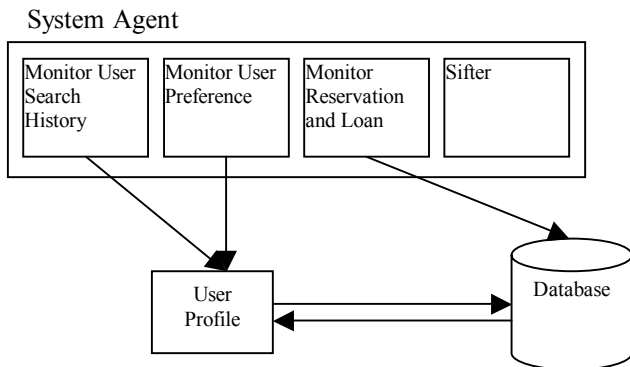 System Agent
Monitor User
Search
History
Monitor User
Preference
Monitor
Reservation
and Loan
Sifter
User
Profile
Database